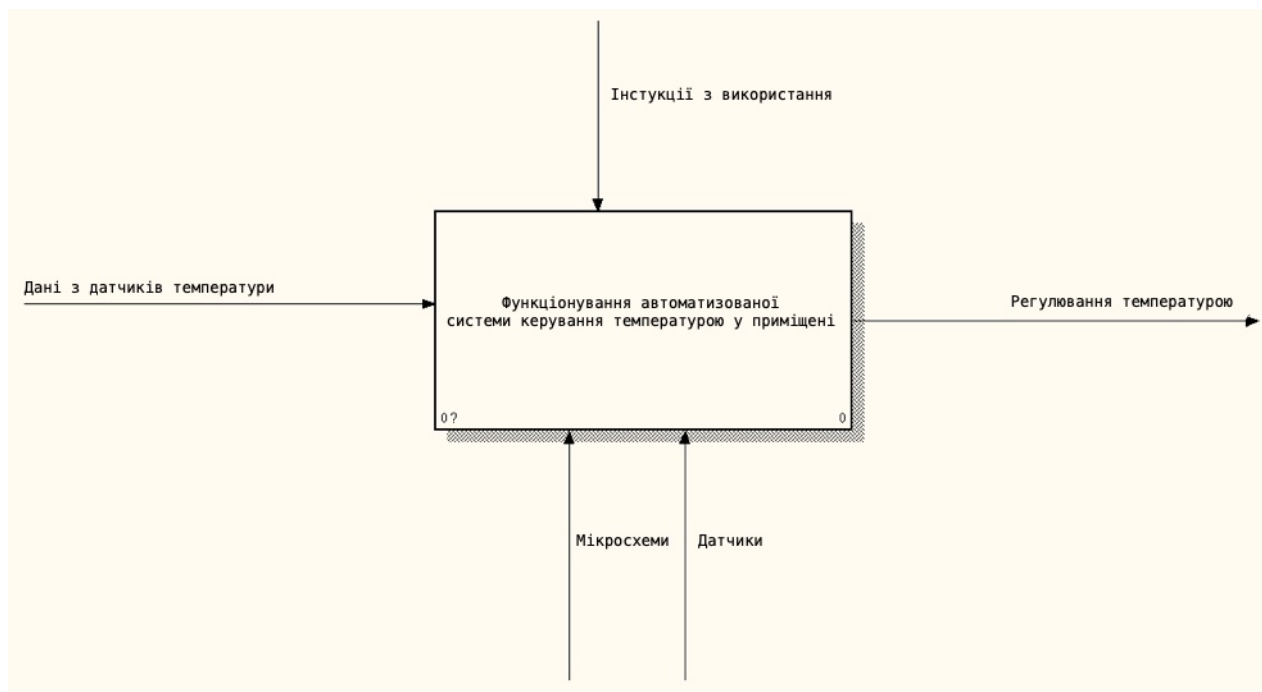 Інстукції з використання
Дані з датчиків температури
Функціонування автоматизованої
системи керування температурою у приміщені
Регулювання температурою
0?
0
Мікросхеми
Датчики